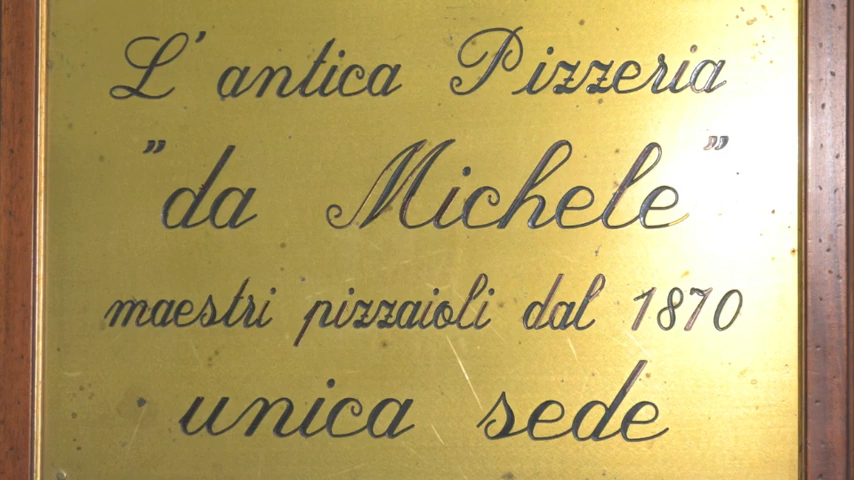 L'antica Pizzeria
"da Michele"
maestri pizzaioli dal 1870
unica sede